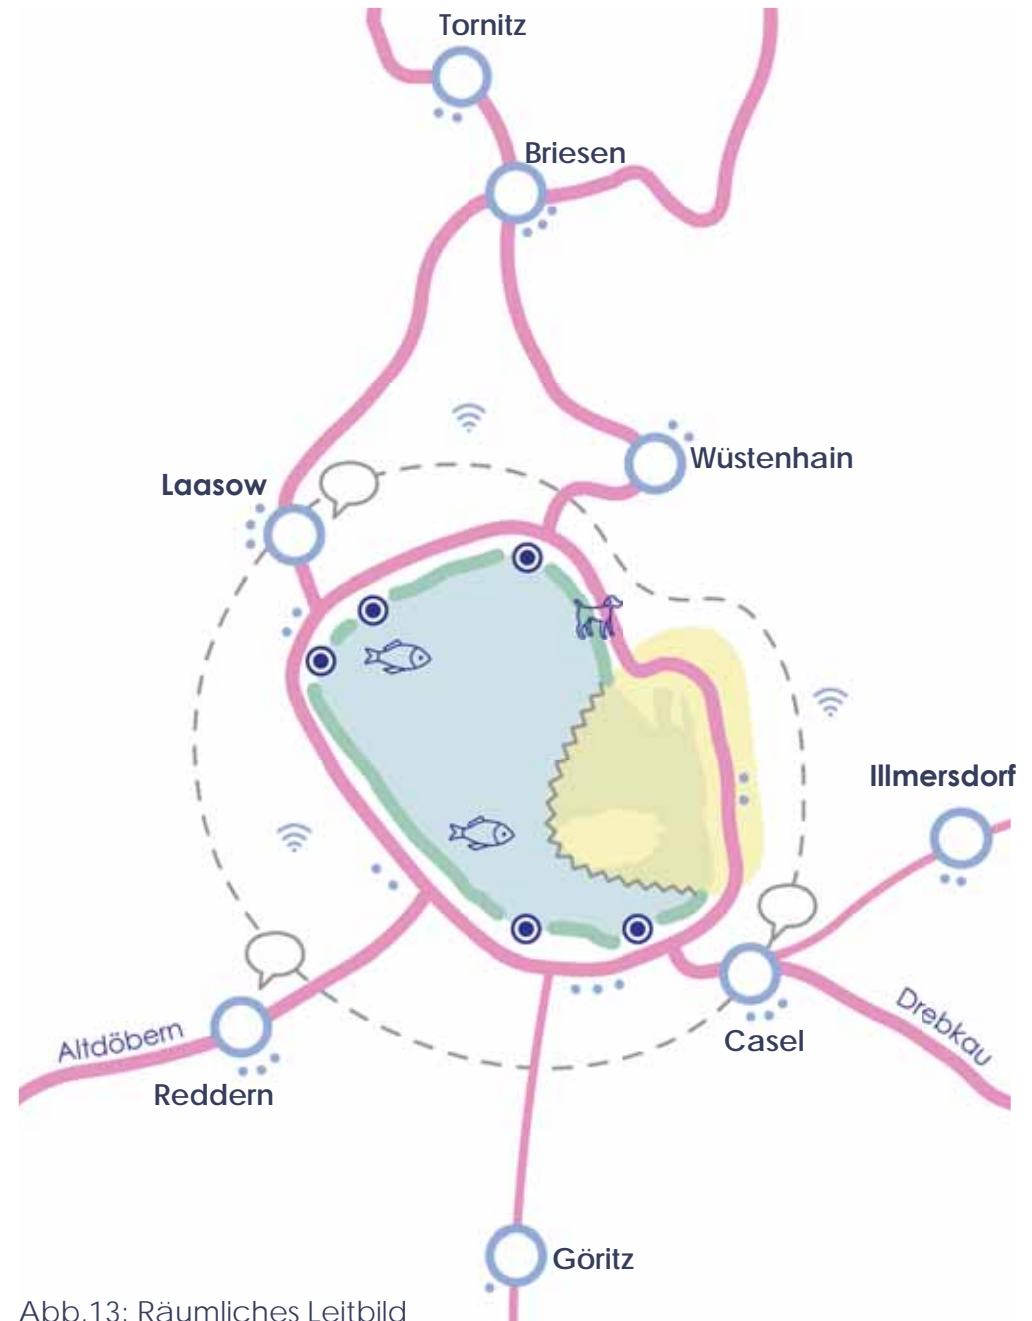 Tornitz
Briesen
Wüstenhain
Laasow
Illmersdorf
Drebkau
Altdöbern
Casel
Reddern
Göritz
Abb.13: Räumliches Leitbild